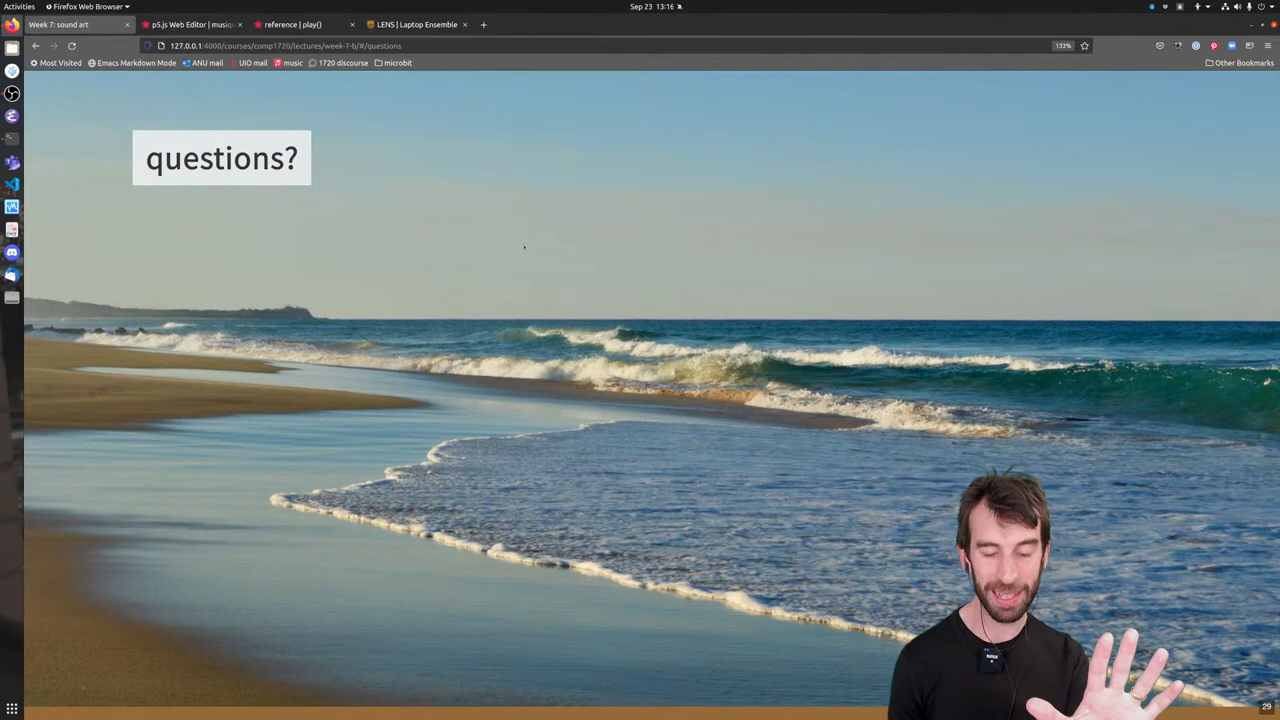 Activities
Firefox Web Browser
Sep 23 13:16
Week 7: sound art
p5.js Web Editor | musiqu
reference | play()
LENS | Laptop Ensemble
127.0.0.1:4000/courses/comp1720/lectures/week-7-b/#/questions
133%
Most Visited
Emacs Markdown Mode
ANU mail
UiO mail
music
1720 discourse
microbit
Other Bookmarks
questions?
29